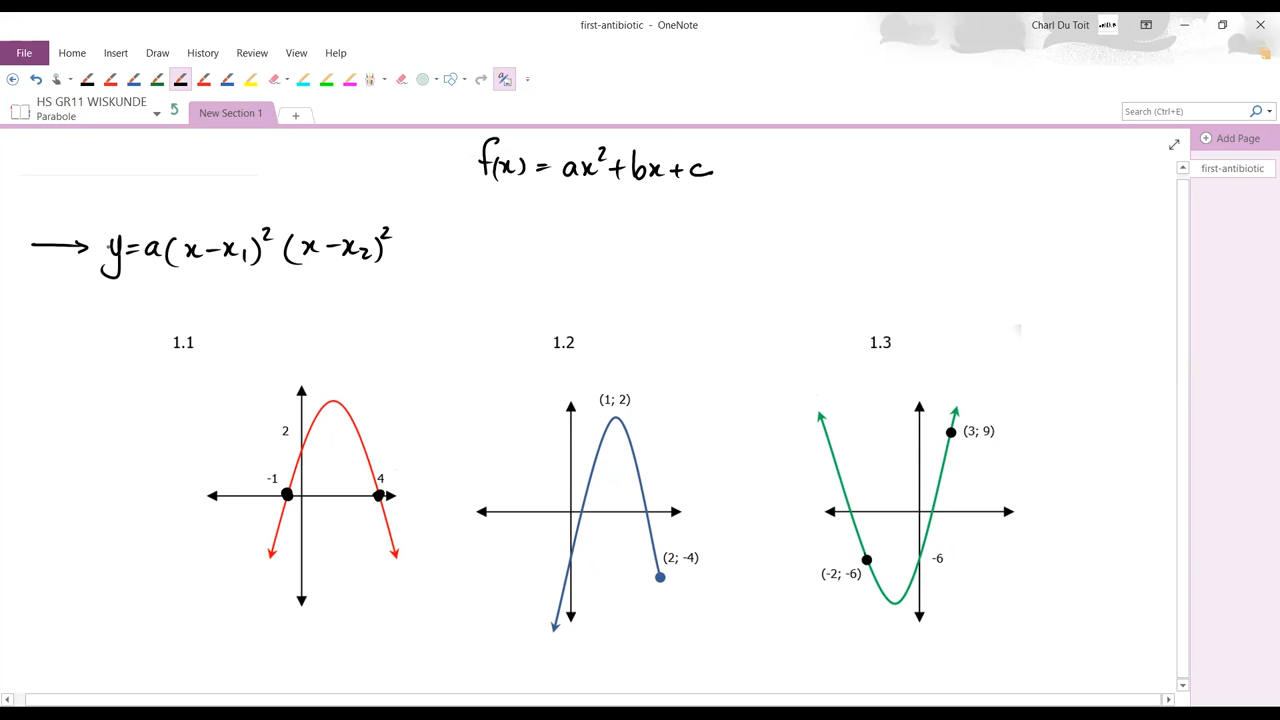 first-antibiotic - OneNote
Charl Du Toit
File Home Insert Draw History Review View Help
HS GR11 WISKUNDE
Parabole
New Section 1
+
Search (Ctrl+E)
Add Page
first-antibiotic
f(x) = ax² + bx + c
y = a(x - x₁)² (x - x₂)²
1.1
2
-1
4
1.2
(1; 2)
(2; -4)
1.3
(3; 9)
(-2; -6)
-6